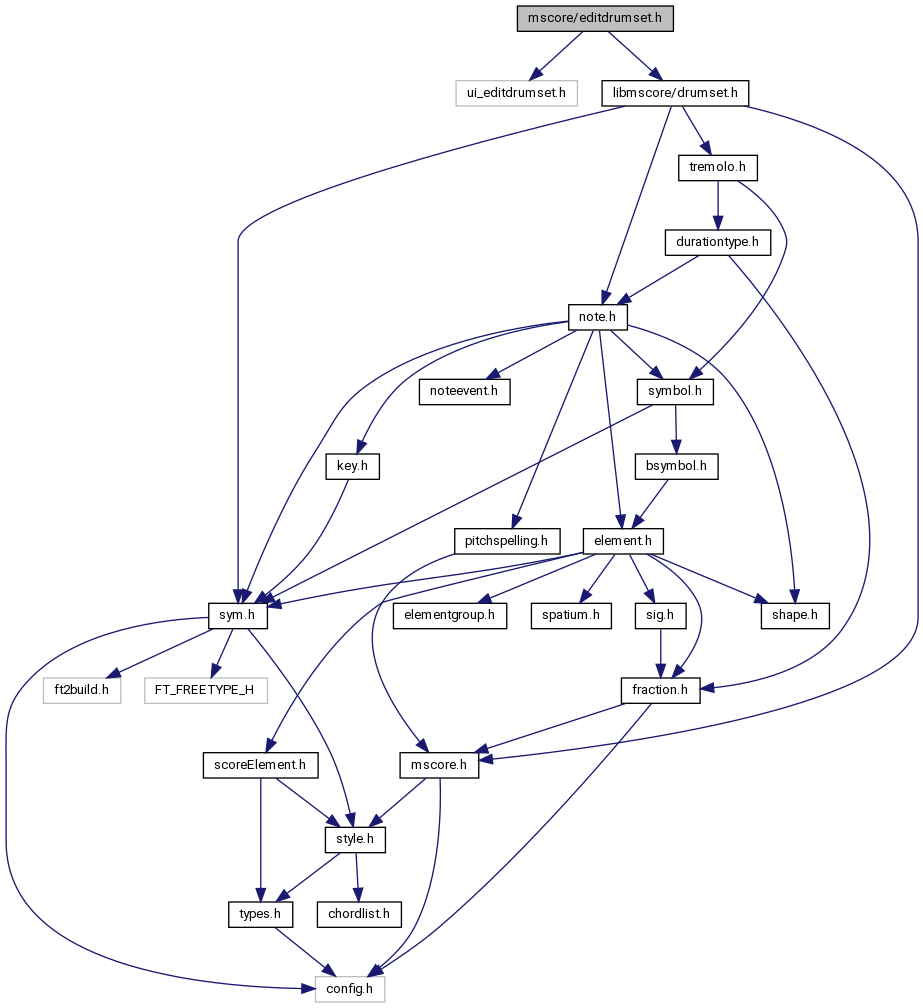 mscore/editdrumset.h
ui_editdrumset.h
libmscore/drumset.h
tremolo.h
durationtype.h
note.h
noteevent.h
symbol.h
key.h
bsymbol.h
pitchspelling.h
element.h
sym.h
elementgroup.h
spatium.h
sig.h
shape.h
ft2build.h
FT_FREETYPE_H
fraction.h
scoreElement.h
mscore.h
style.h
types.h
chordlist.h
config.h